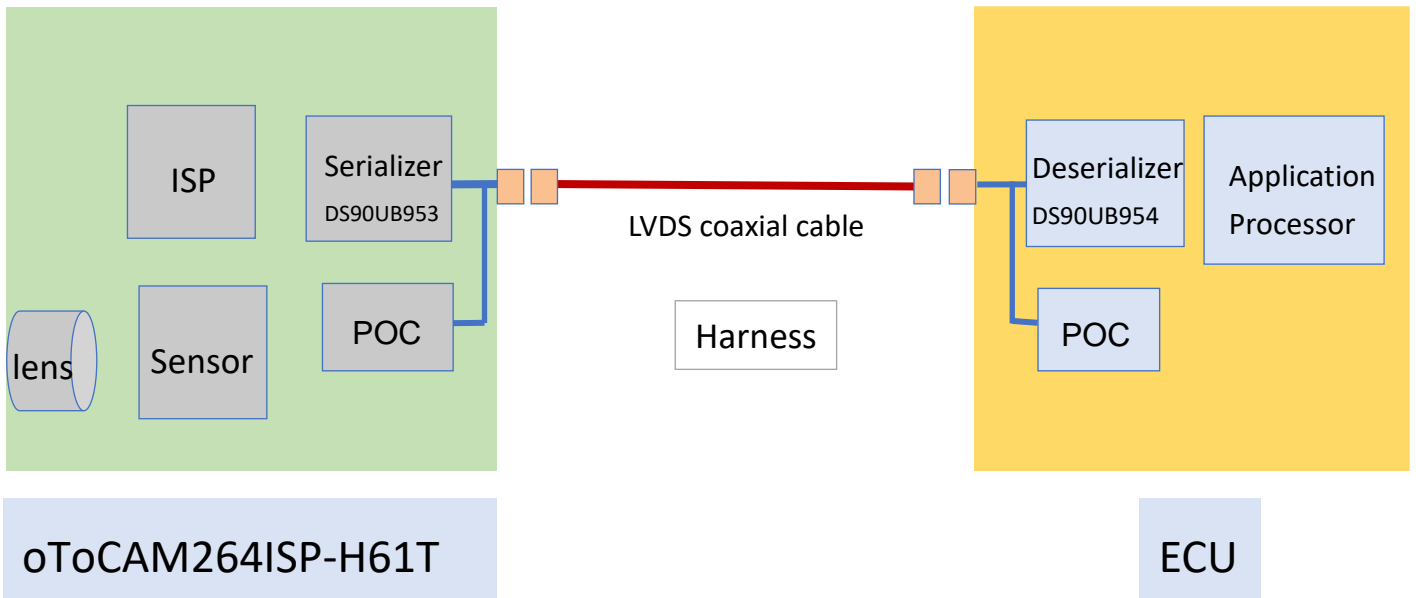 ISP
Serializer
DS90UB953
POC
lens
Sensor
LVDS coaxial cable
Harness
Deserializer
DS90UB954
Application
Processor
POC
oToCAM264ISP-H61T
ECU